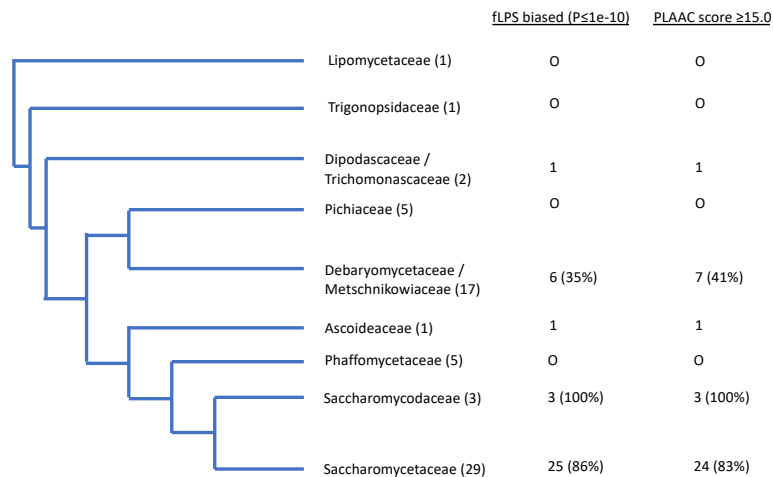 fLPS biased (P≤1e-10) PLAAC score ≥15.0
Lipomycetaceae (1) O O
Trigonopsidaceae (1) O O
Dipodascaceae /
Trichomonascaceae (2) 1 1
Pichiaceae (5) O O
Debaryomycetaceae /
Metschnikowiaceae (17) 6 (35%) 7 (41%)
Ascoideaceae (1) 1 1
Phaffomycetaceae (5) O O
Saccharomycodaceae (3) 3 (100%) 3 (100%)
Saccharomycetaceae (29) 25 (86%) 24 (83%)